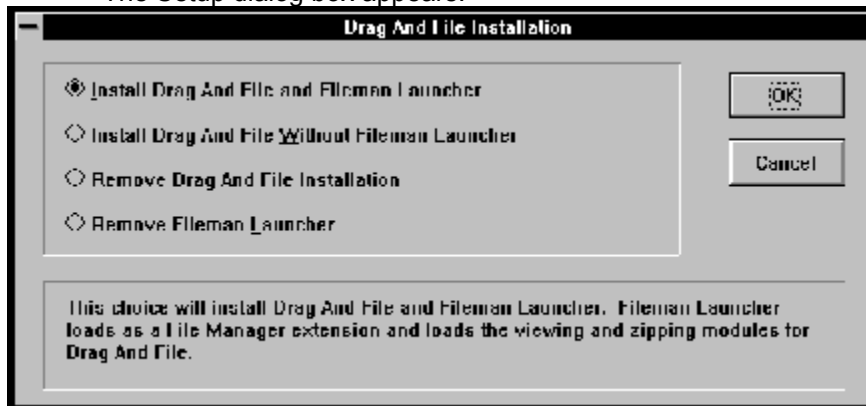 The Setup dialog box appears.
Drag And File Installation
Install Drag And File and Fileman Launcher
OK
Install Drag And File Without Fileman Launcher
Cancel
Remove Drag And File Installation
Remove Fileman Launcher
This choice will install Drag And File and Fileman Launcher. Fileman Launcher
loads as a File Manager extension and loads the viewing and zipping modules for
Drag And File.